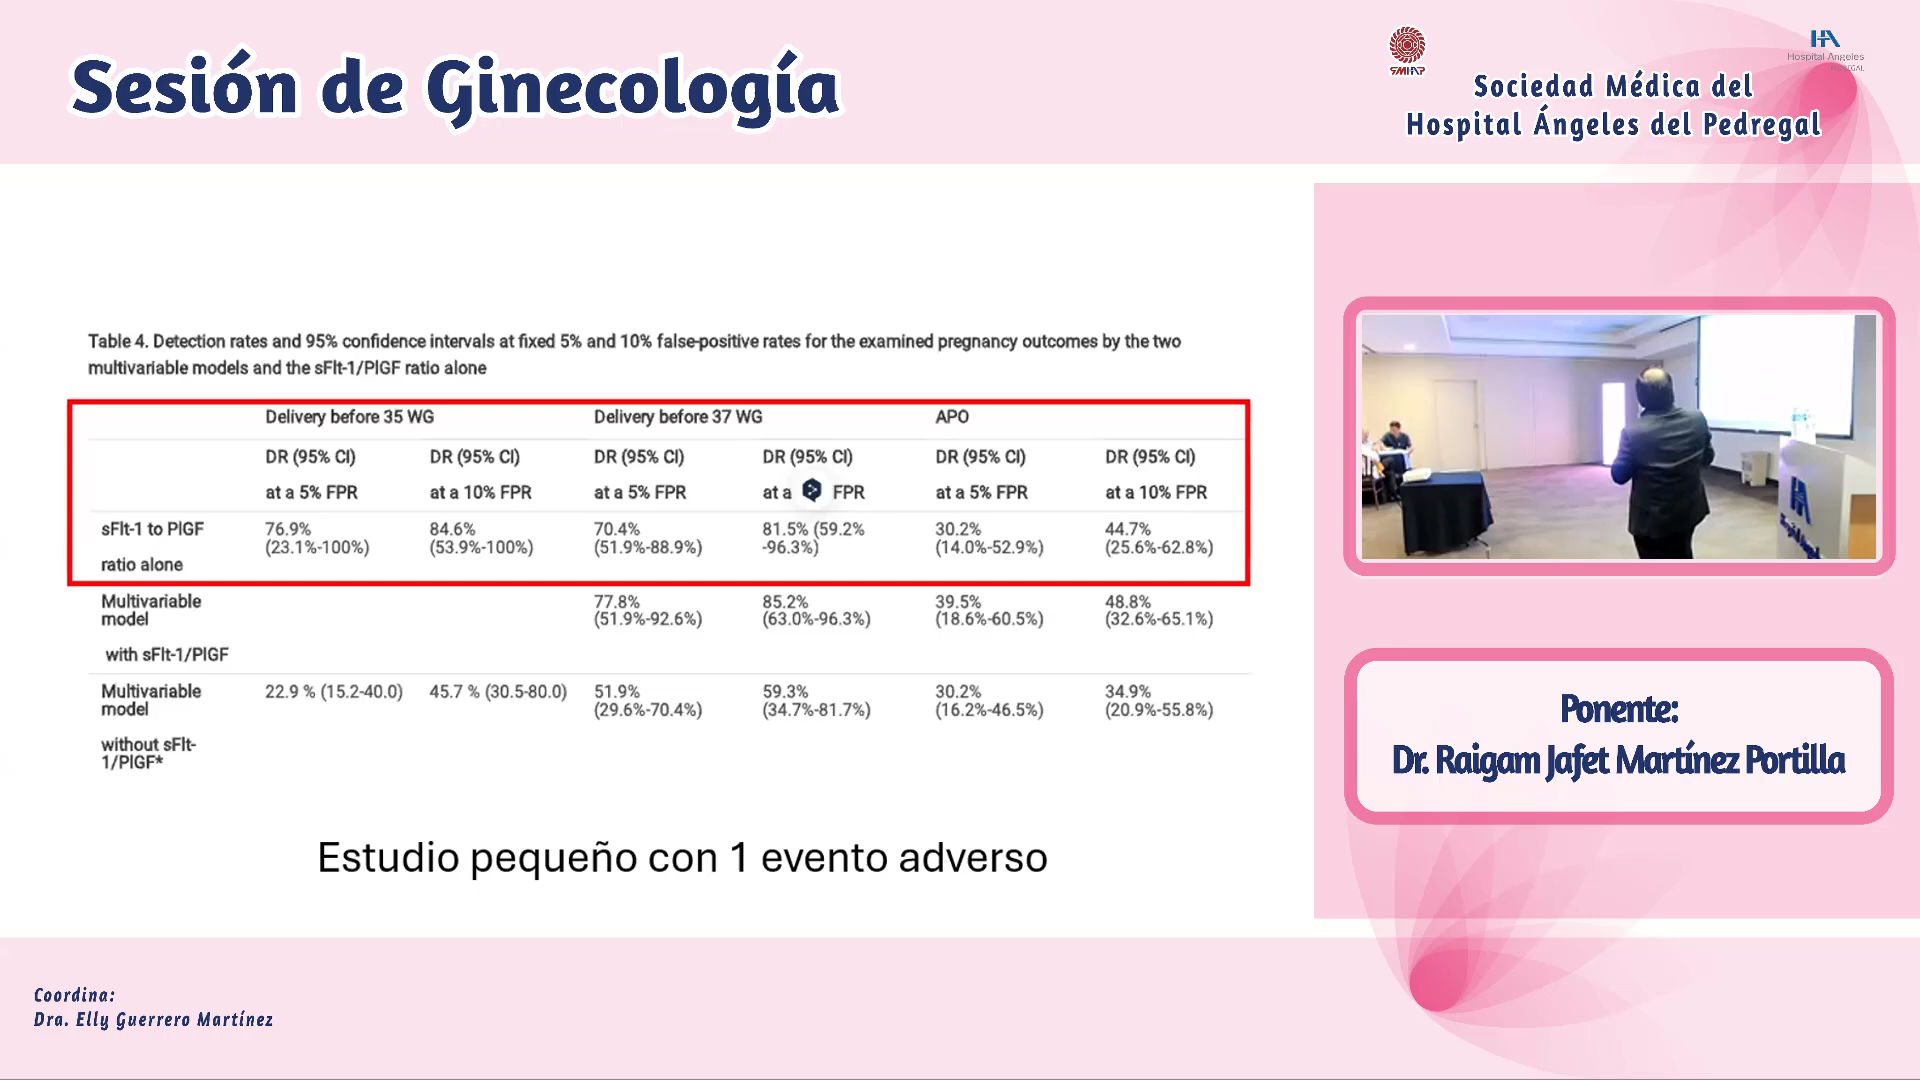 Sesión de Ginecología
SMHAP
HA
Hospital Angeles
Sociedad Médica del
Hospital Ángeles del Pedregal
Table 4. Detection rates and 95% confidence intervals at fixed 5% and 10% false-positive rates for the examined pregnancy outcomes by the two
multivariable models and the sFlt-1/PlGF ratio alone
Delivery before 35 WG Delivery before 37 WG APO
DR (95% CI) DR (95% CI) DR (95% CI) DR (95% CI) DR (95% CI) DR (95% CI)
at a 5% FPR at a 10% FPR at a 5% FPR at a FPR at a 5% FPR at a 10% FPR
sFlt-1 to PlGF 76.9% 84.6% 70.4% 81.5% (59.2% 30.2% 44.7%
(23.1%-100%) (53.9%-100%) (51.9%-88.9%) -96.3%) (14.0%-52.9%) (25.6%-62.8%)
ratio alone
Multivariable 77.8% 85.2% 39.5% 48.8%
model (51.9%-92.6%) (63.0%-96.3%) (18.6%-60.5%) (32.6%-65.1%)
with sFlt-1/PlGF
Multivariable 22.9 % (15.2-40.0) 45.7 % (30.5-80.0) 51.9% 59.3% 30.2% 34.9%
model (29.6%-70.4%) (34.7%-81.7%) (16.2%-46.5%) (20.9%-55.8%)
without sFlt-
1/PlGF*
Estudio pequeño con 1 evento adverso
Ponente:
Dr. Raigam Jafet Martínez Portilla
Coordina:
Dra. Elly Guerrero Martínez